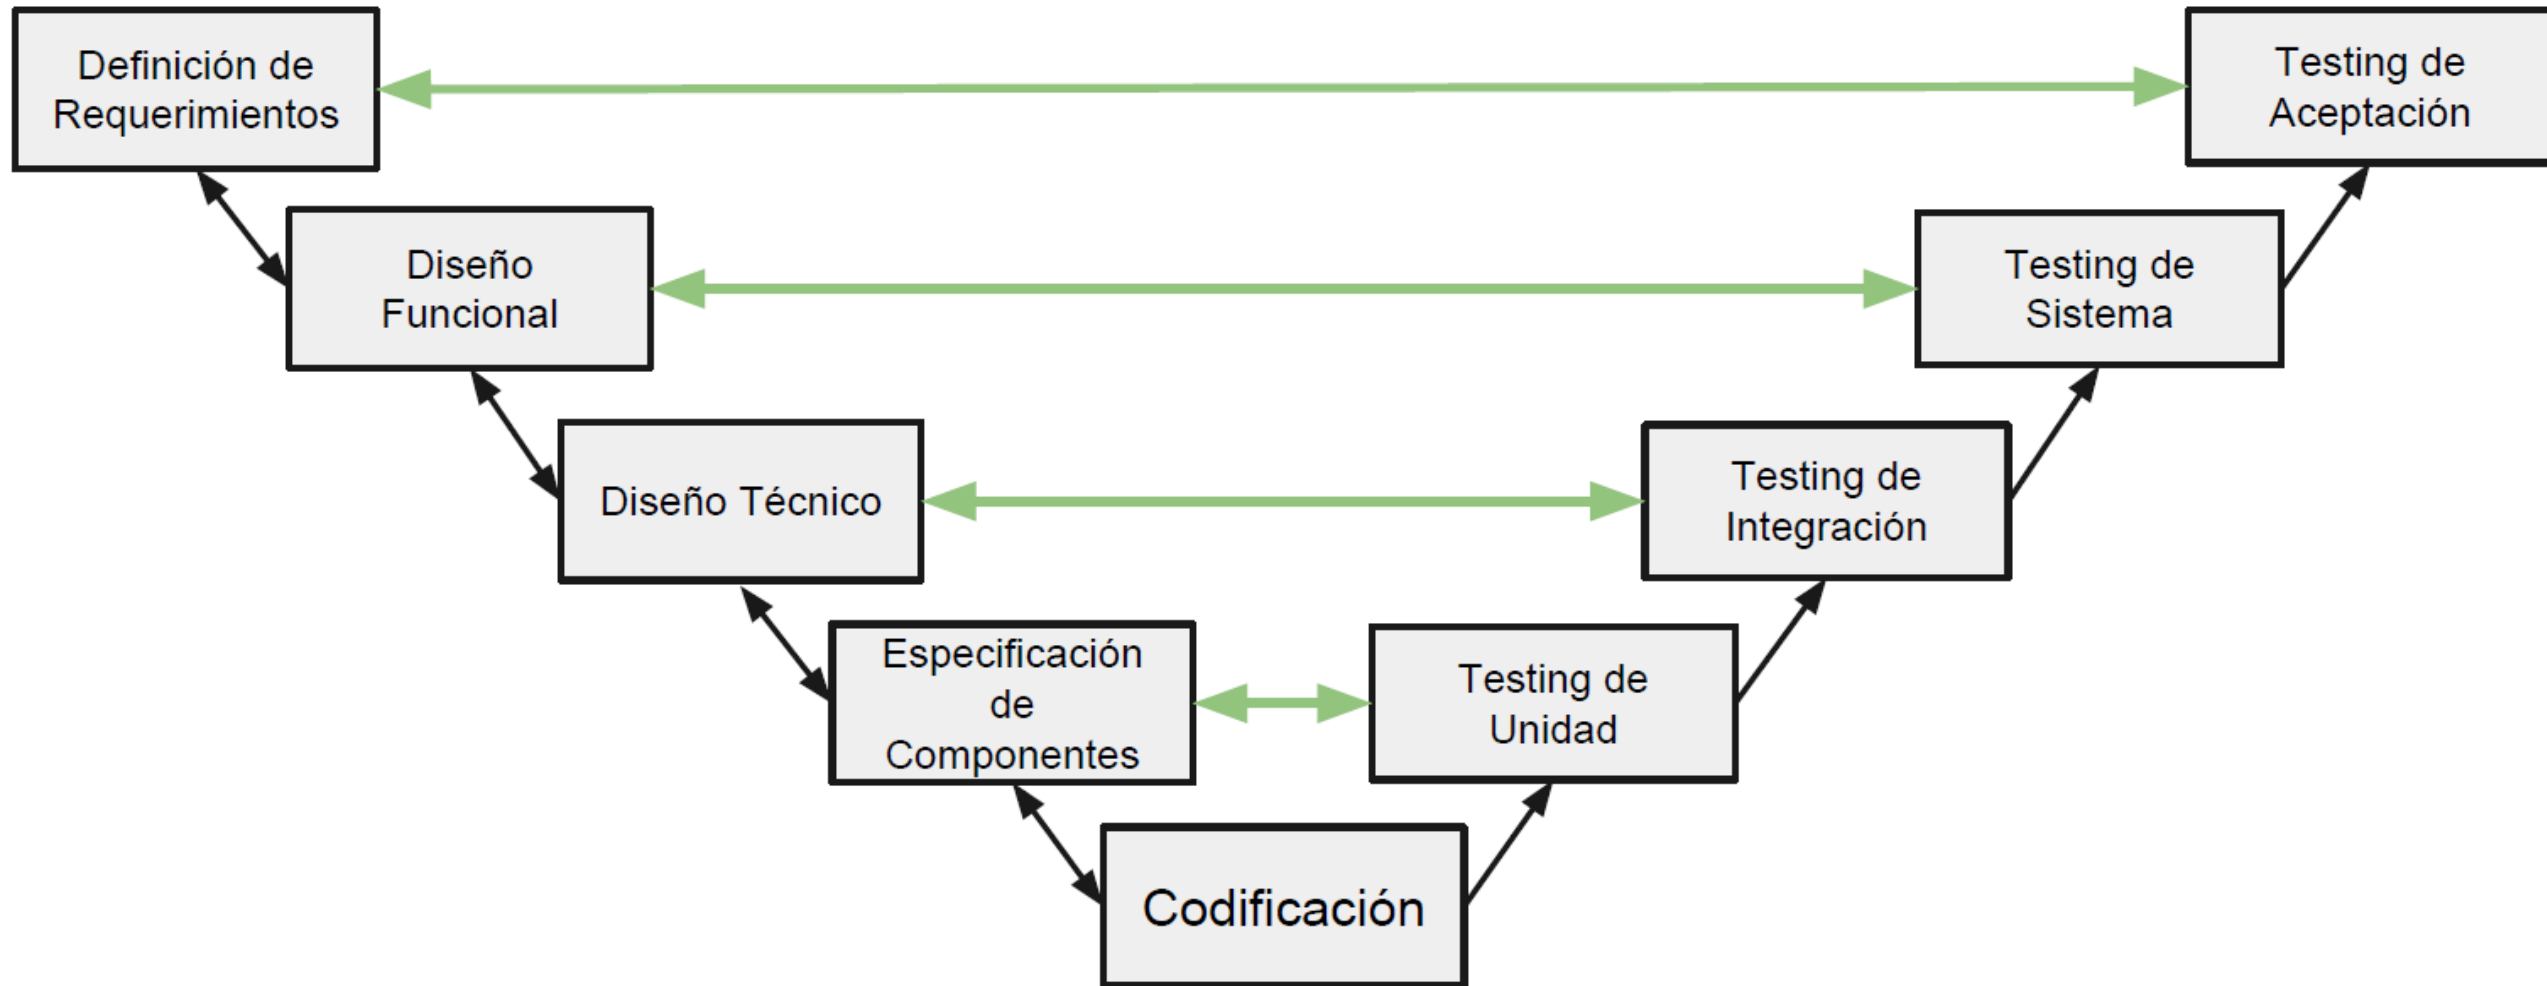 Definición de
Requerimientos
Testing de
Aceptación
Diseño
Funcional
Testing de
Sistema
Diseño Técnico
Testing de
Integración
Especificación
de
Componentes
Testing de
Unidad
Codificación